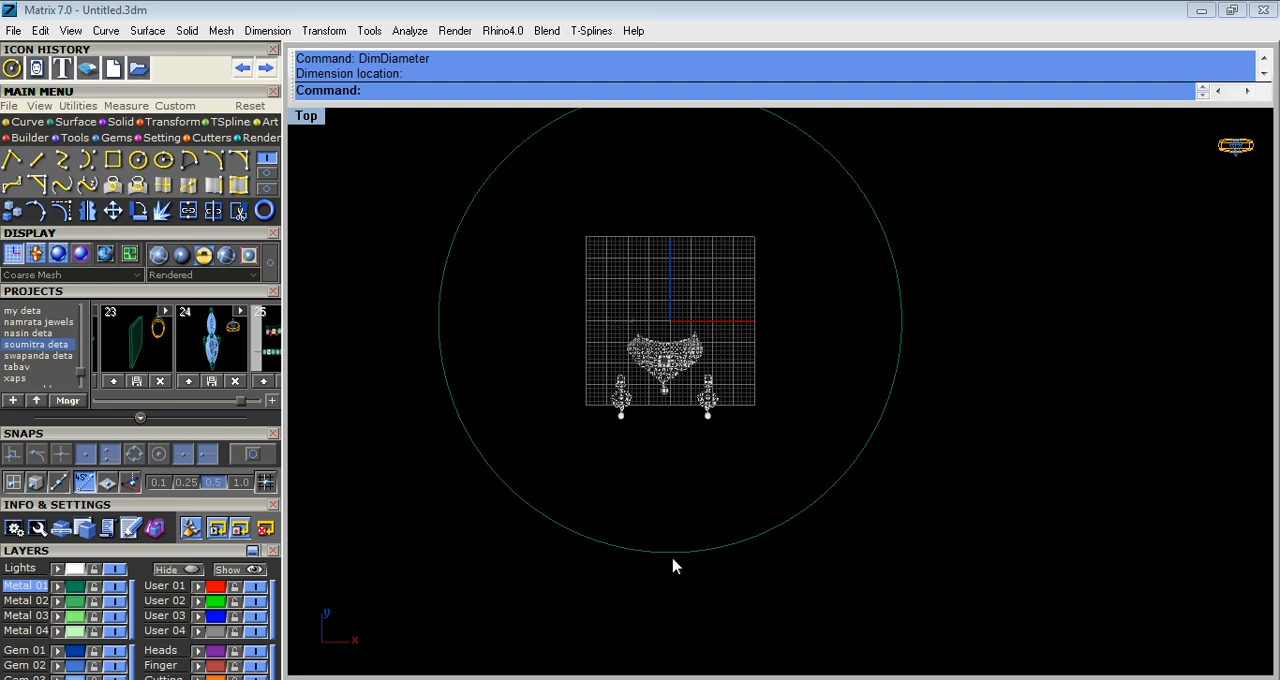 Matrix 7.0 - Untitled.3dm
File Edit View Curve Surface Solid Mesh Dimension Transform Tools Analyze Render Rhino4.0 Blend T-Splines Help
ICON HISTORY
Command: DimDiameter
Dimension location:
Command:
MAIN MENU
File View Utilities Measure Custom Reset
Curve Surface Solid Transform TSpline Art
Builder Tools Gems Setting Cutters Render
Top
DISPLAY
Coarse Mesh Rendered
PROJECTS
my deta
namrata jewels
nasin deta
soumitra deta
swapanda deta
tabav
xaps
23 24 25
Mngr
SNAPS
45°
0.1 0.25 0.5 1.0
INFO & SETTINGS
LAYERS
Lights Hide Show
Metal 01 User 01
Metal 02 User 02
Metal 03 User 03
Metal 04 User 04
Gem 01 Heads
Gem 02 Finger
y
x